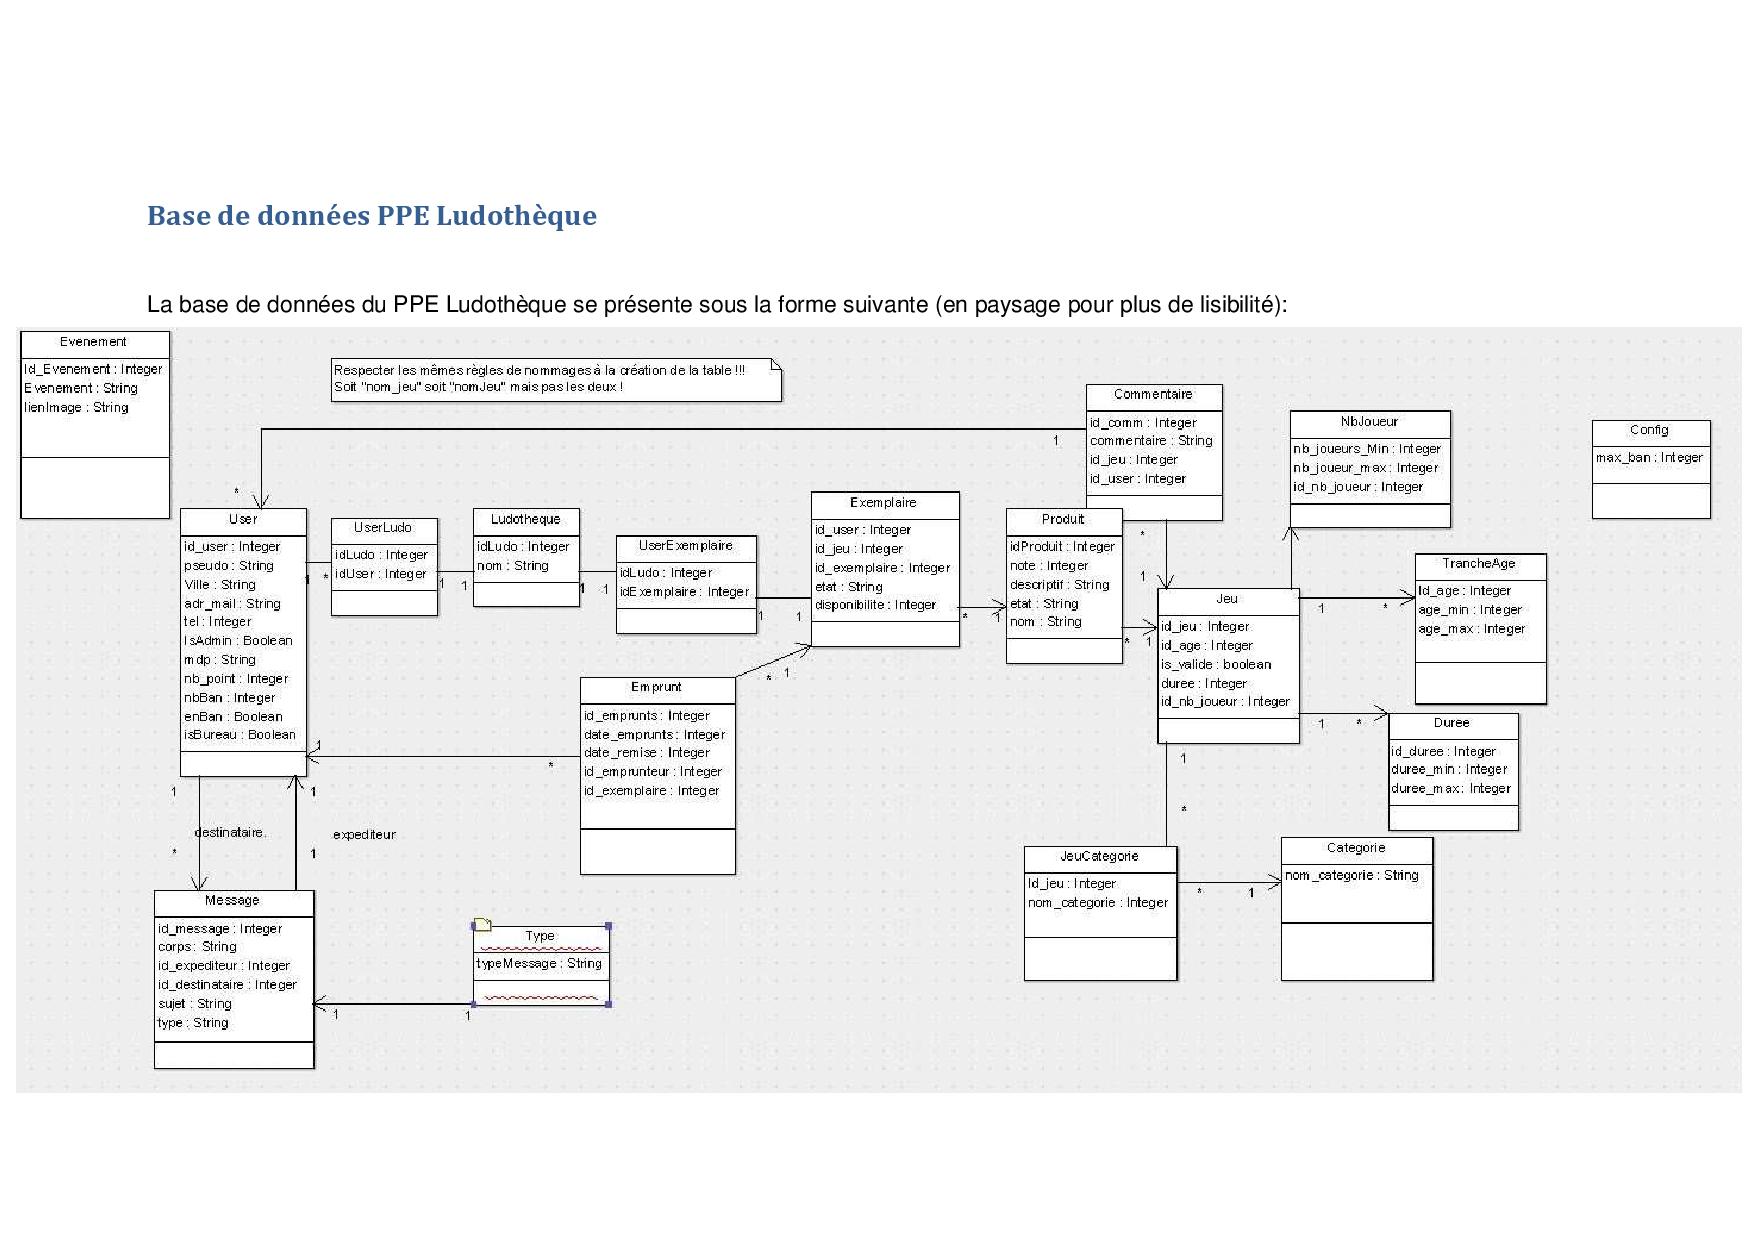 Base de données PPE Ludothèque
La base de données du PPE Ludothèque se présente sous la forme suivante (en paysage pour plus de lisibilité):
Evenement
Id_Evenement : Integer
Evenement : String
lienImage : String
Respecter les mêmes règles de nommages à la création de la table !!!
Soit "nom_jeu" soit "nomJeu" mais pas les deux !
Commentaire
id_comm : Integer
commentaire : String
id_jeu : Integer
id_user : Integer
1
*
*
1
NbJoueur
nb_joueurs_Min : Integer
nb_joueur_max : Integer
id_nb_joueur : Integer
Config
max_ban : Integer
User
id_user : Integer
pseudo : String
Ville : String
adr_mail : String
tel : Integer
IsAdmin : Boolean
mdp : String
nb_point : Integer
nbBan : Integer
enBan : Boolean
isBureau : Boolean
1
*
UserLudo
idLudo : Integer
idUser : Integer
1
1
Ludotheque
idLudo : Integer
nom : String
1
1
UserExemplaire
idLudo : Integer
idExemplaire : Integer
1
1
Exemplaire
id_user : Integer
id_jeu : Integer
id_exemplaire : Integer
etat : String
disponibilite : Integer
*
1
Produit
idProduit : Integer
note : Integer
descriptif : String
etat : String
nom : String
*
1
Jeu
id_jeu : Integer
id_age : Integer
is_valide : boolean
duree : Integer
id_nb_joueur : Integer
1
*
TrancheAge
Id_age : Integer
age_min : Integer
age_max : Integer
1
*
Duree
id_duree : Integer
duree_min : Integer
duree_max : Integer
Emprunt
id_emprunts : Integer
date_emprunts : Integer
date_remise : Integer
id_emprunteur : Integer
id_exemplaire : Integer
*
1
1
*
1
*
JeuCategorie
Id_jeu : Integer
nom_categorie : Integer
*
1
Categorie
nom_categorie : String
1
destinataire.
*
1
expediteur
1
Message
id_message : Integer
corps : String
id_expediteur : Integer
id_destinataire : Integer
sujet : String
type : String
1
1
Type
typeMessage : String